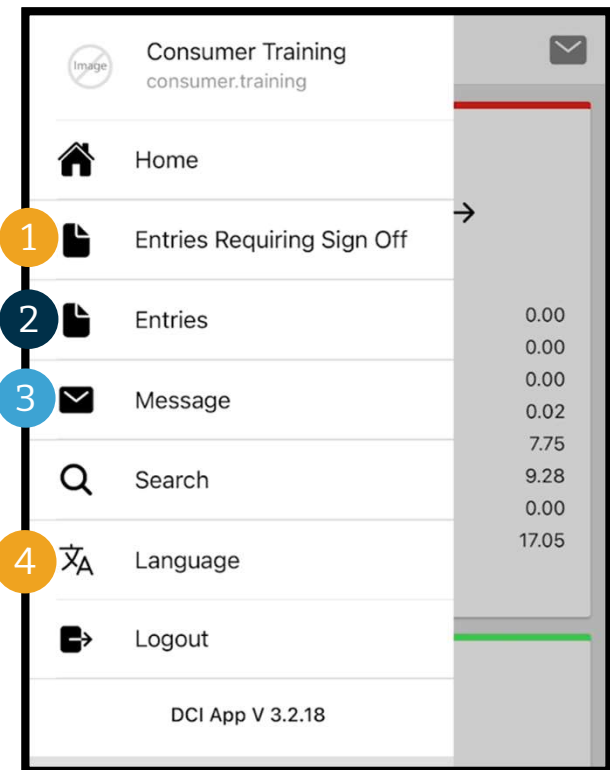 Image
Consumer Training
consumer.training
Home
1 Entries Requiring Sign Off
2 Entries
3 Message
Search
4 文A Language
Logout
DCI App V 3.2.18
0.00
0.00
0.00
0.02
7.75
9.28
0.00
17.05